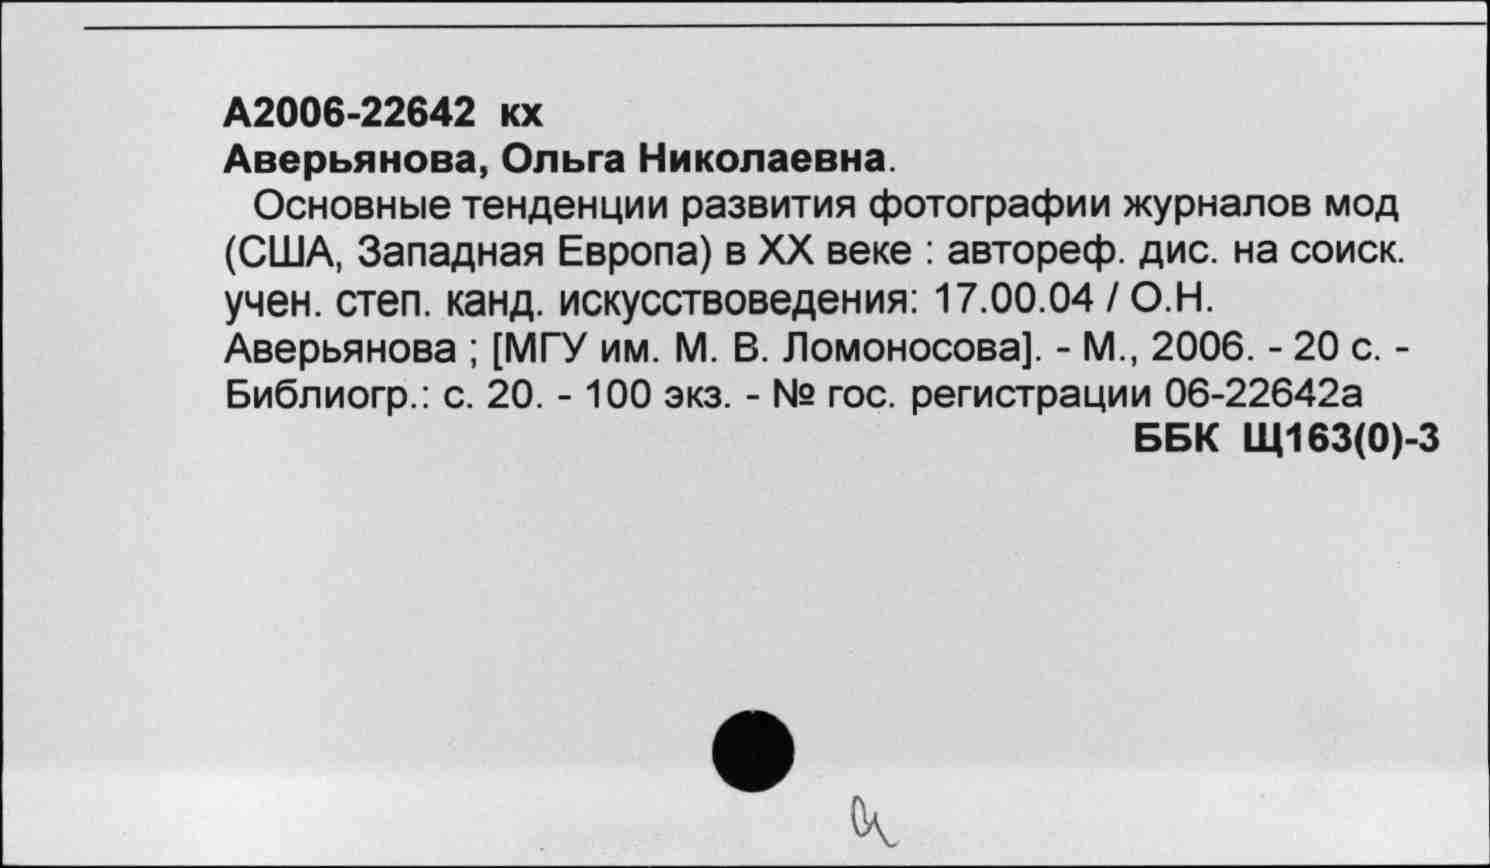 А2006-22642 кх
Аверьянова, Ольга Николаевна.
Основные тенденции развития фотографии журналов мод
(США, Западная Европа) в XX веке : автореф. дис. на соиск.
учен. степ. канд. искусствоведения: 17.00.04 / О.Н.
Аверьянова ; [МГУ им. М. В. Ломоносова]. - М., 2006. - 20 с. -
Библиогр.: с. 20. - 100 экз. - № гос. регистрации 06-22642а
ББК Щ163(0)-3